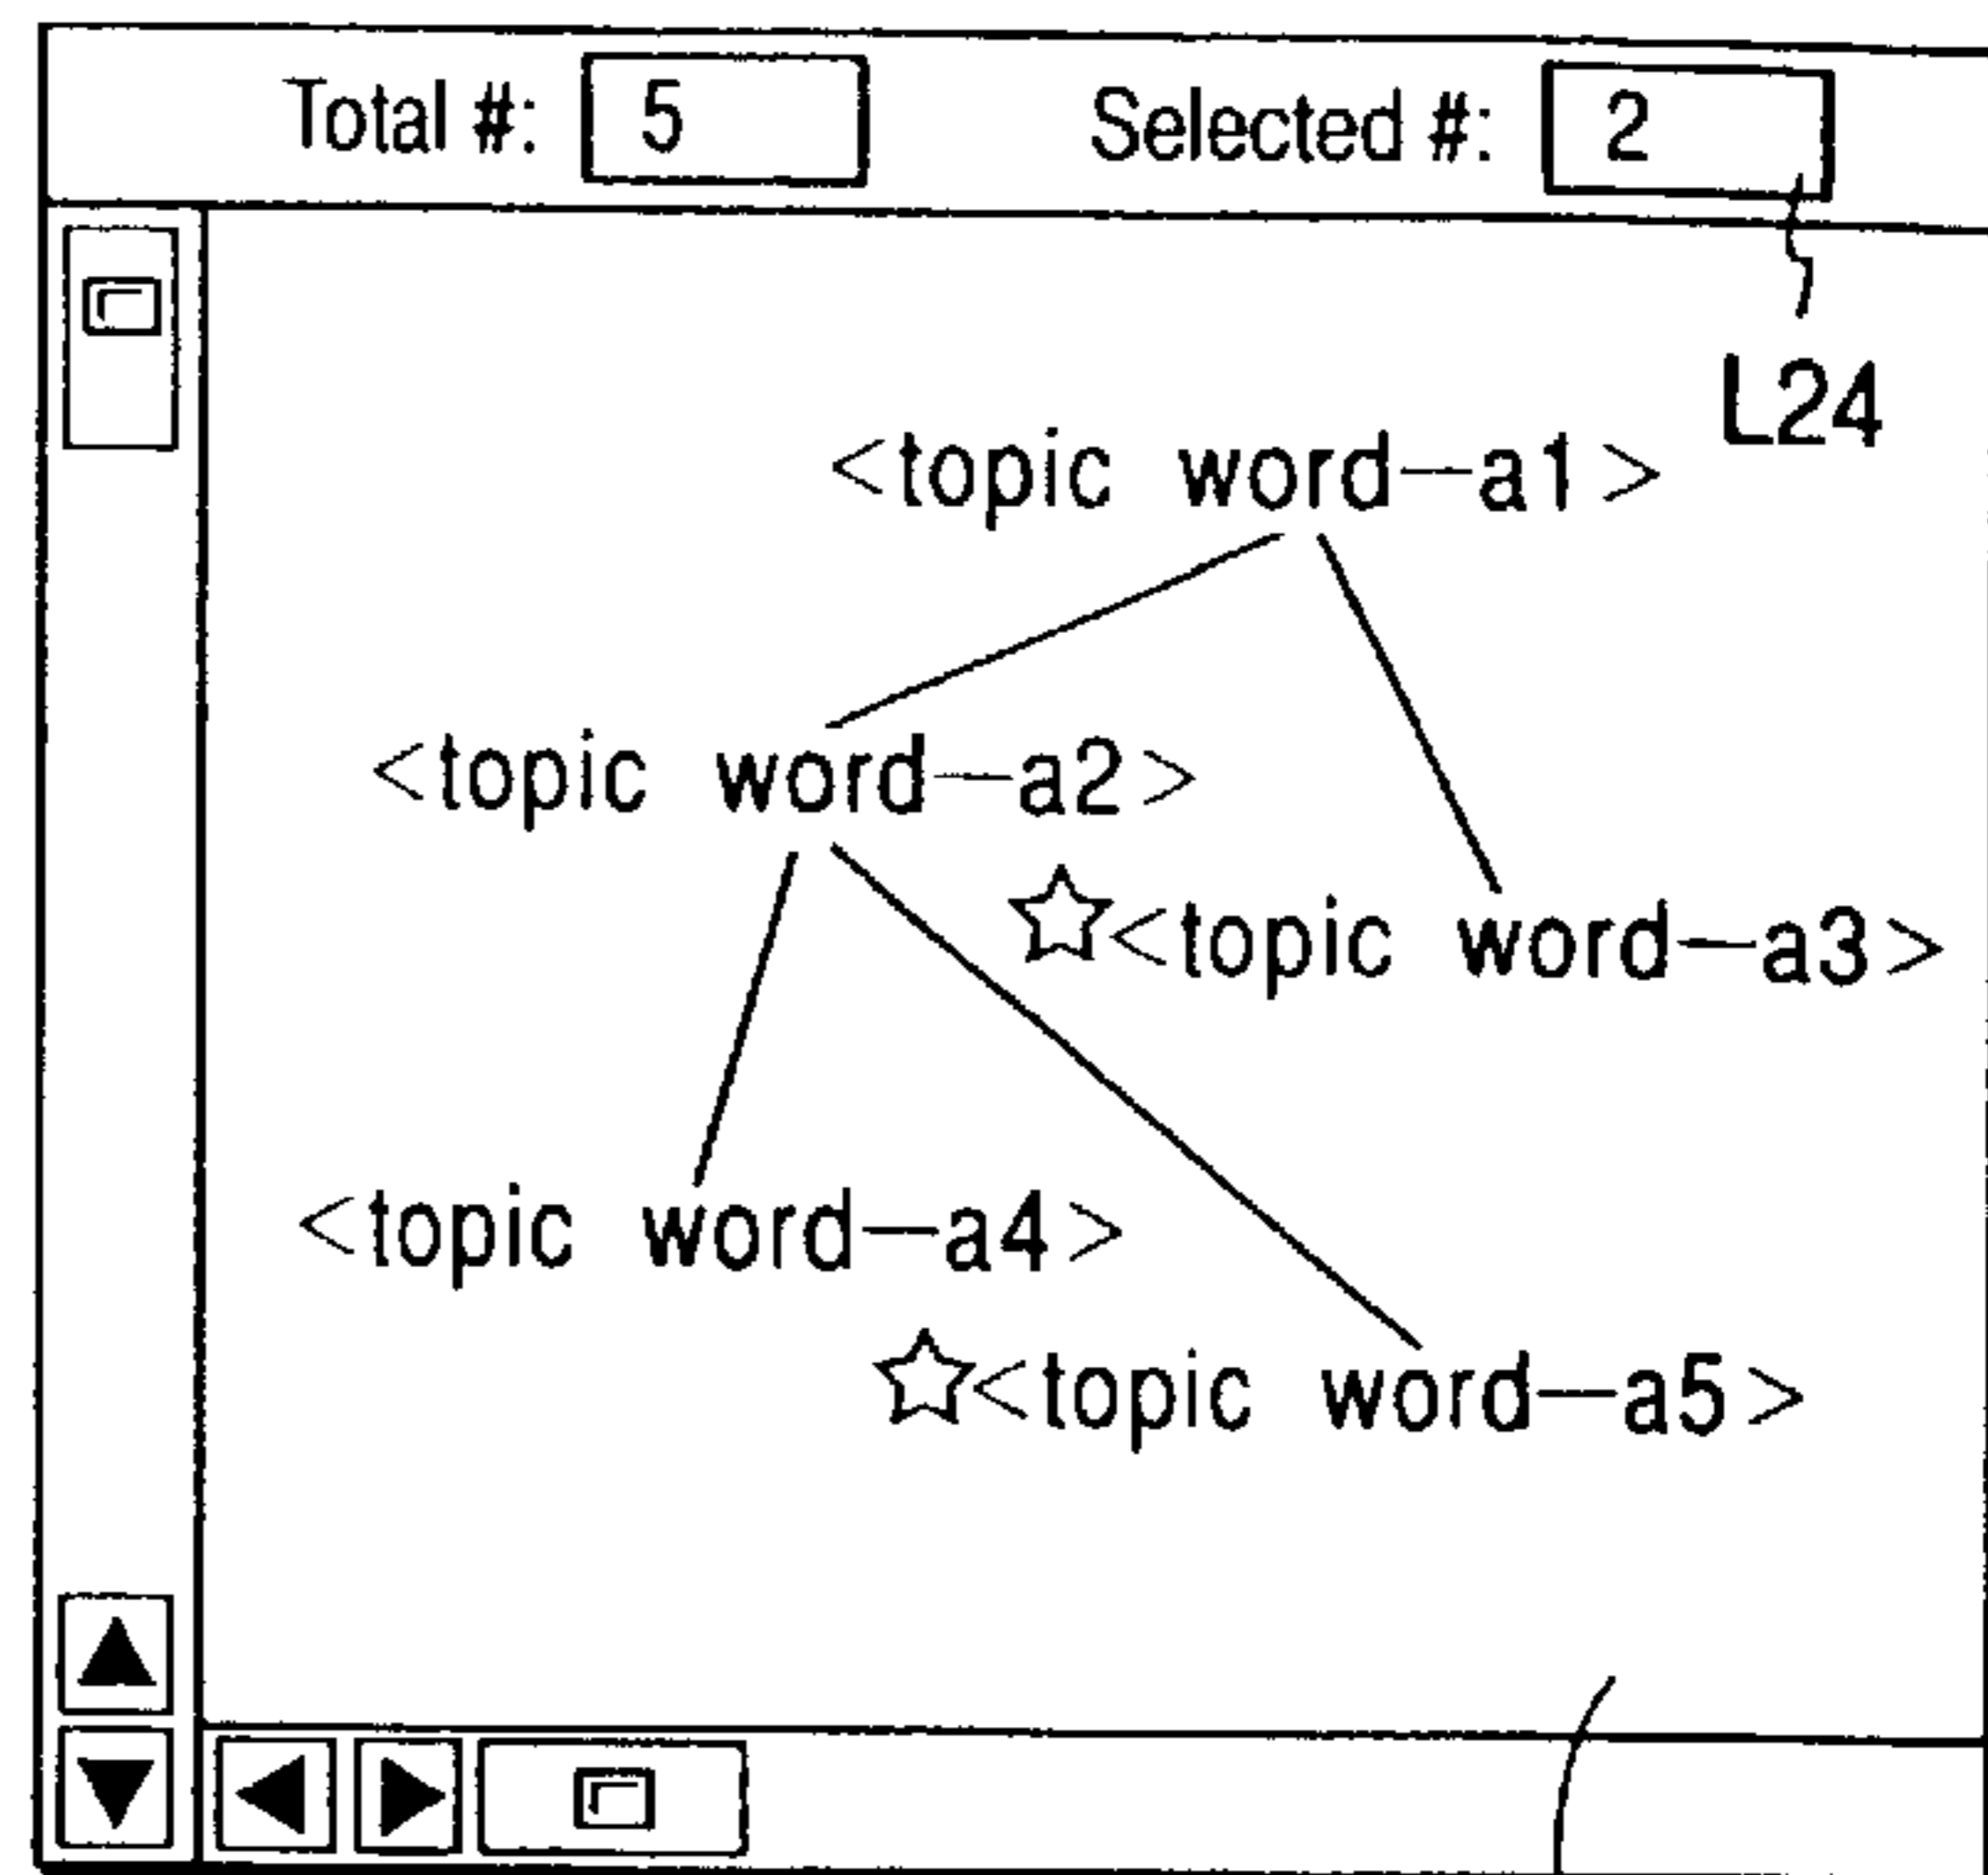 Total #: 5 Selected #: 2
L24
<topic word—a1>
<topic word—a2>
☆<topic word—a3>
<topic word—a4>
☆<topic word—a5>